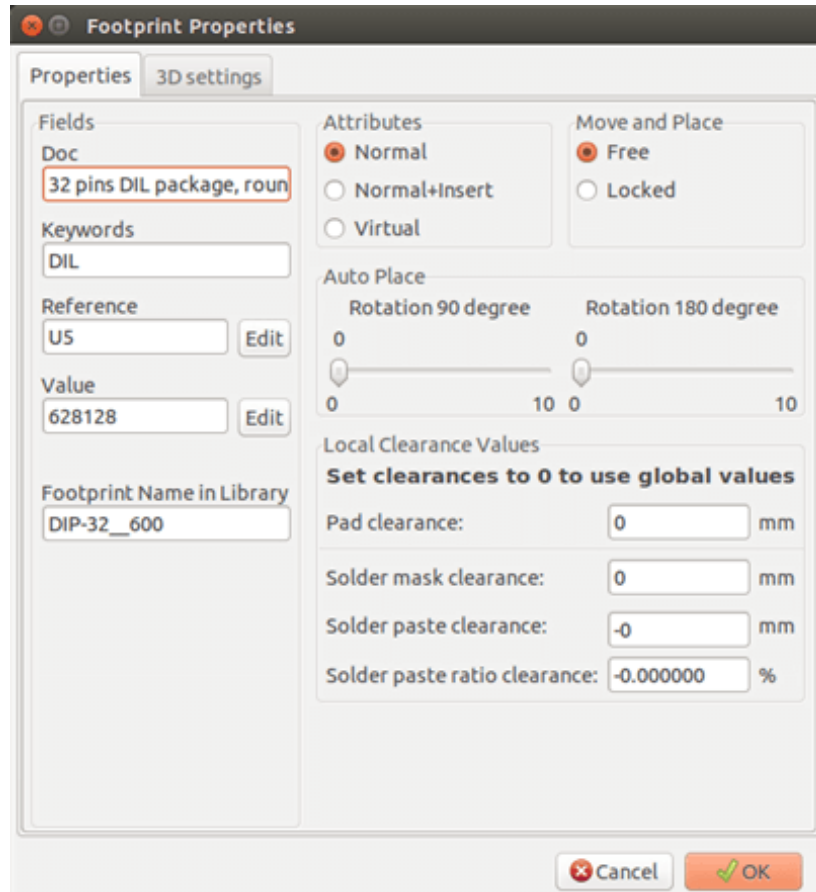 Footprint Properties
Properties
3D settings
Fields
Doc
32 pins DIL package, roun
Keywords
DIL
Reference
U5
Edit
Value
628128
Edit
Footprint Name in Library
DIP-32__600
Attributes
Normal
Normal+Insert
Virtual
Move and Place
Free
Locked
Auto Place
Rotation 90 degree
0
0 10
Rotation 180 degree
0
0 10
Local Clearance Values
Set clearances to 0 to use global values
Pad clearance: 0 mm
Solder mask clearance: 0 mm
Solder paste clearance: -0 mm
Solder paste ratio clearance: -0.000000 %
Cancel
OK